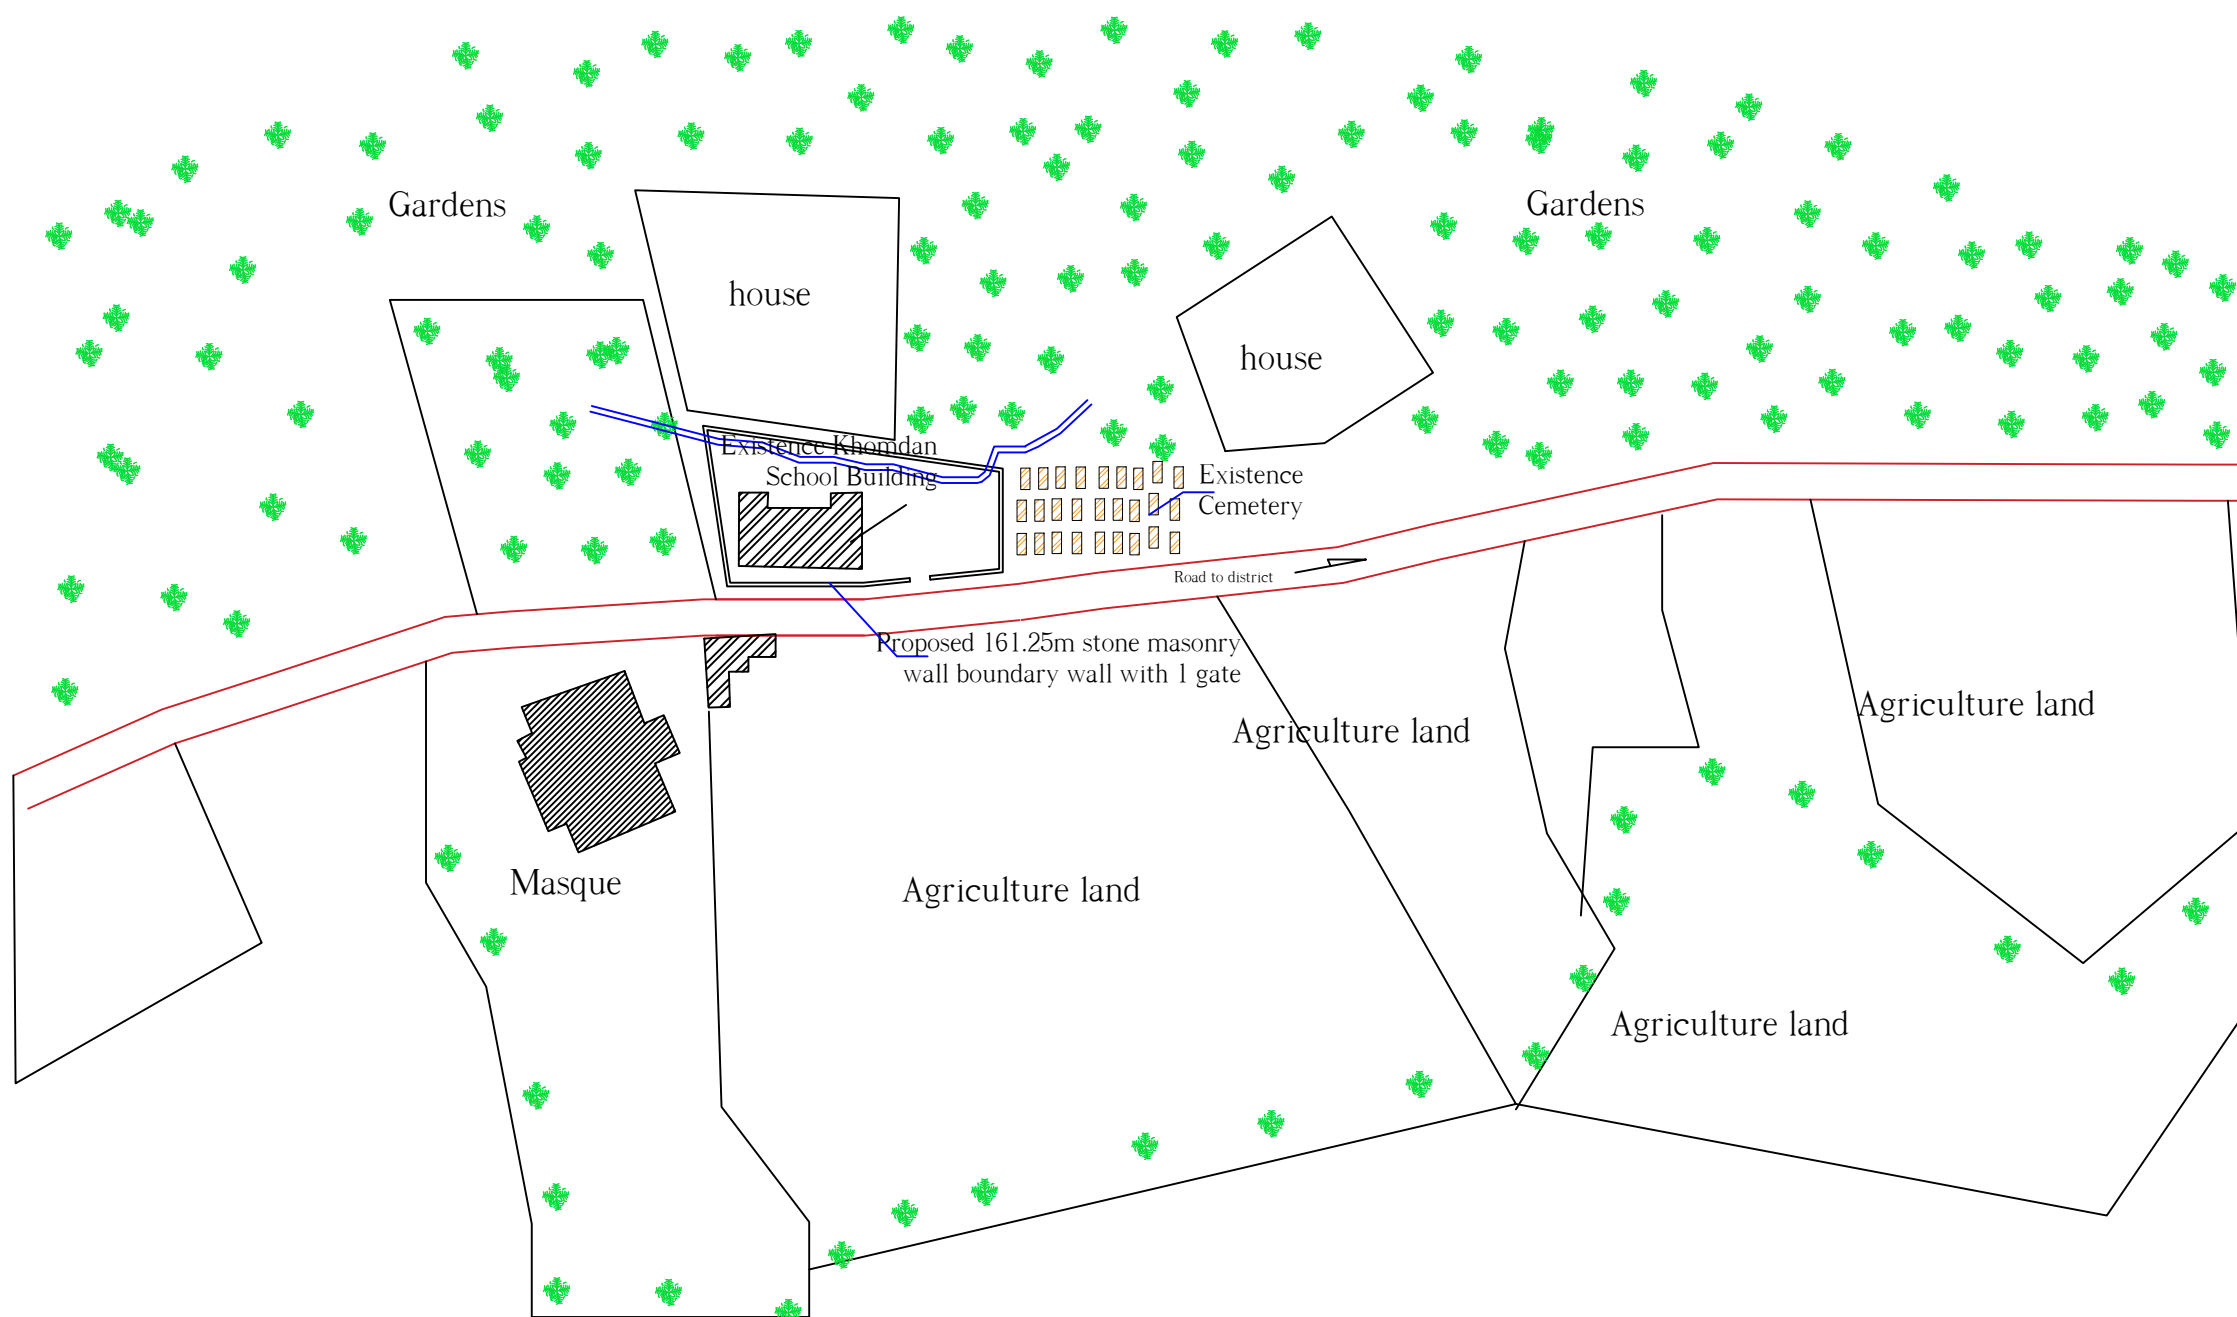 Gardens
Gardens
house
house
Existence Khomdan
School Building
Existence
Cemetery
Road to district
Proposed 161.25m stone masonry
wall boundary wall with 1 gate
Agriculture land
Agriculture land
Masque
Agriculture land
Agriculture land